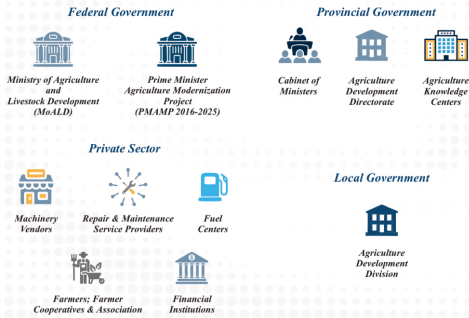 Federal Government
Ministry of Agriculture
and
Livestock Development
(MoALD)
Prime Minister
Agriculture Modernization
Project
(PMAMP 2016-2025)
Provincial Government
Cabinet of
Ministers
Agriculture
Development
Directorate
Agriculture
Knowledge
Centers
Private Sector
Machinery
Vendors
Repair & Maintenance
Service Providers
Fuel
Centers
Farmers; Farmer
Cooperatives & Association
Financial
Institutions
Local Government
Agriculture
Development
Division